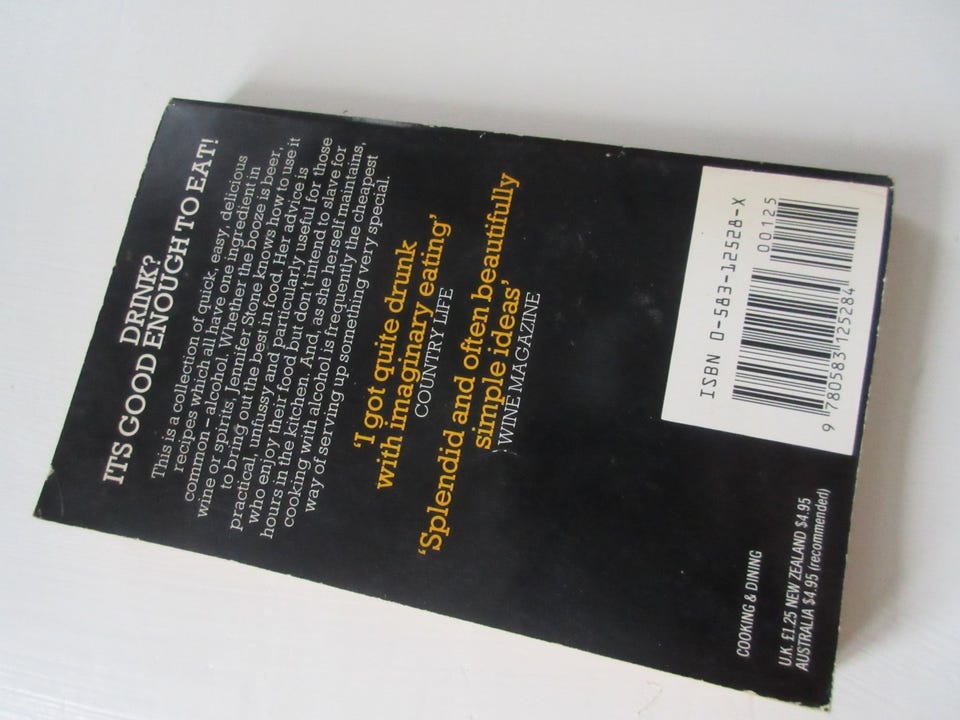 DRINK?
ITS GOOD ENOUGH TO EAT!
This is a collection of quick, easy, delicious
recipes which all have one ingredient in
common – alcohol. Whether the booze is beer,
wine or spirits, Jennifer Stone knows how to use it
to bring out the best in food. Her advice is
practical, unfussy and particularly useful for those
who enjoy their food but don't intend to slave for
hours in the kitchen. And, as she herself maintains,
cooking with alcohol is frequently the cheapest
way of serving up something very special.
'I got quite drunk
with imaginary eating'
COUNTRY LIFE
'Splendid and often beautifully
simple ideas'
WINE MAGAZINE
ISBN 0-583-12528-X
00125
9 780583 125284
COOKING & DINING
U.K. £1.25 NEW ZEALAND $4.95
AUSTRALIA $4.95 (recommended)